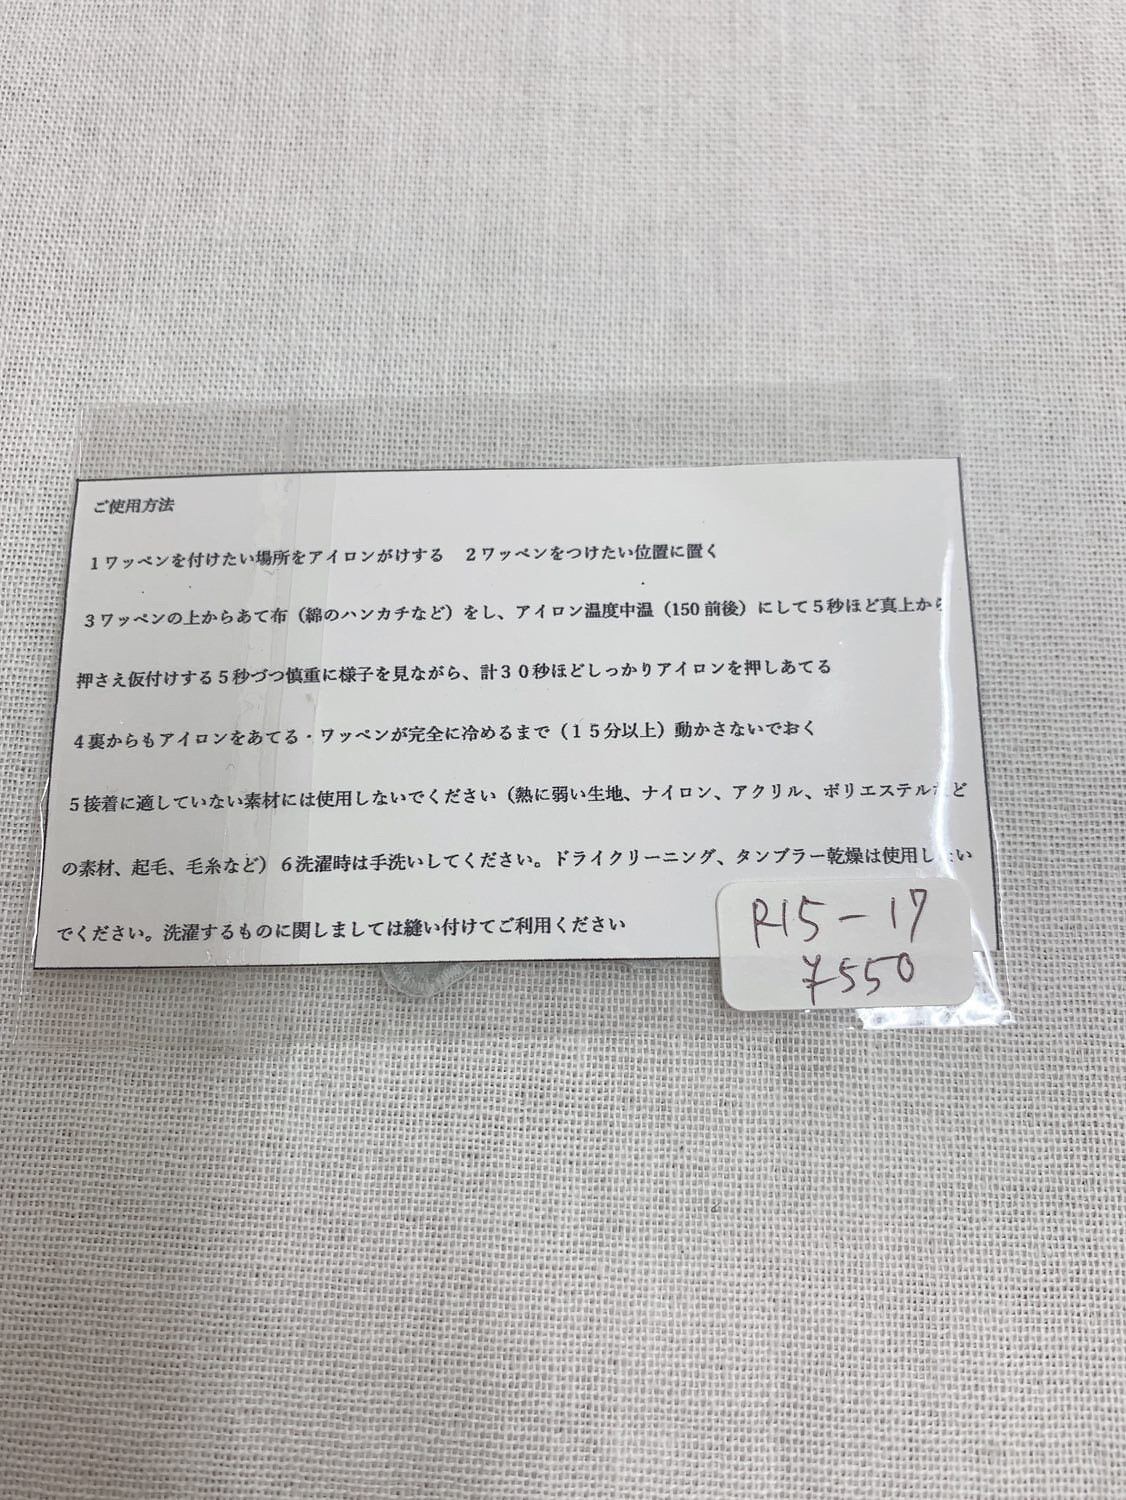 ご使用方法
1ワッペンを付けたい場所をアイロンがけする　2ワッペンをつけたい位置に置く
3ワッペンの上からあて布（綿のハンカチなど）をし、アイロン温度中温（150前後）にして5秒ほど真上から
押さえ仮付けする5秒づつ慎重に様子を見ながら、計30秒ほどしっかりアイロンを押しあてる
4裏からもアイロンをあてる・ワッペンが完全に冷めるまで（15分以上）動かさないでおく
5接着に適していない素材には使用しないでください（熱に弱い生地、ナイロン、アクリル、ポリエステルなど
の素材、起毛、毛糸など）6洗濯時は手洗いしてください。ドライクリーニング、タンブラー乾燥は使用しない
でください。洗濯するものに関しましては縫い付けてご利用ください
R15-17
¥550